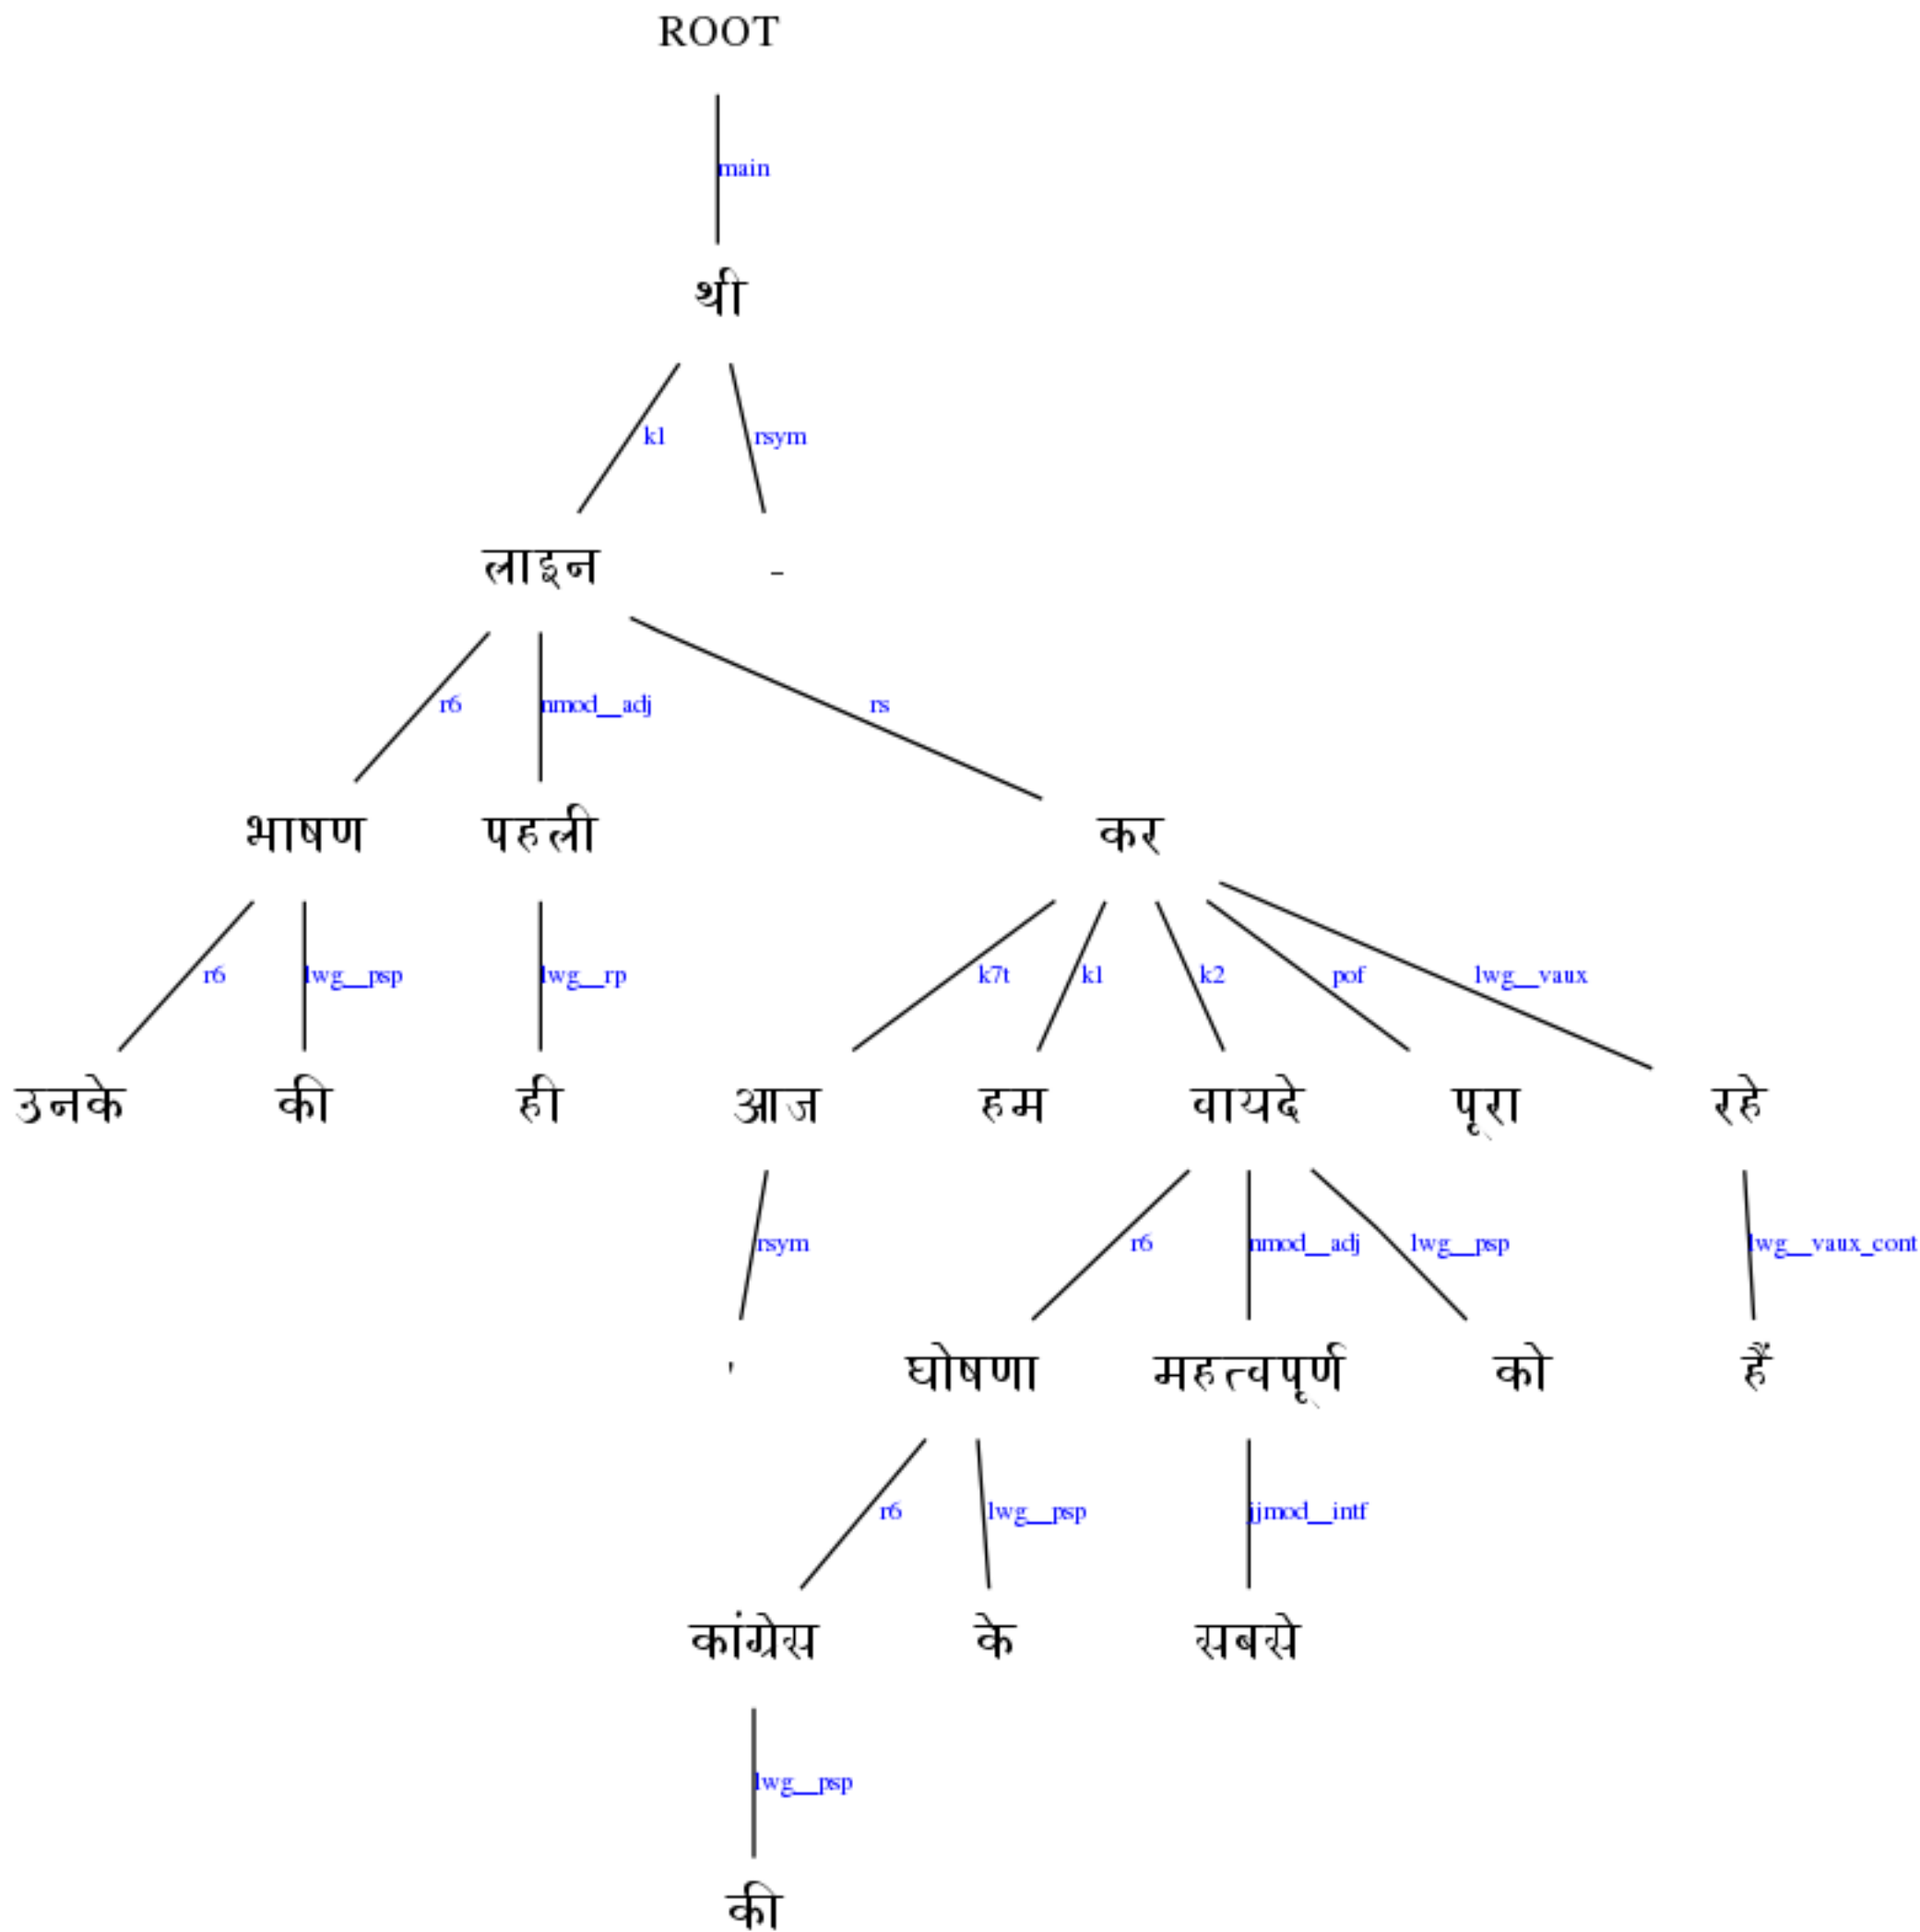 ROOT
main
थी
k1 rsym
लाइन -
r6 nmod__adj rs
भाषण पहली कर
r6 lwg__psp lwg__rp k7t k1 k2 pof lwg__vaux
उनके की ही आज हम वायदे पूरा रहे
rsym r6 nmod__adj lwg__psp lwg__vaux_cont
' घोषणा महत्वपूर्ण को हैं
r6 lwg__psp jjmod__intf
कांग्रेस के सबसे
lwg__psp
की